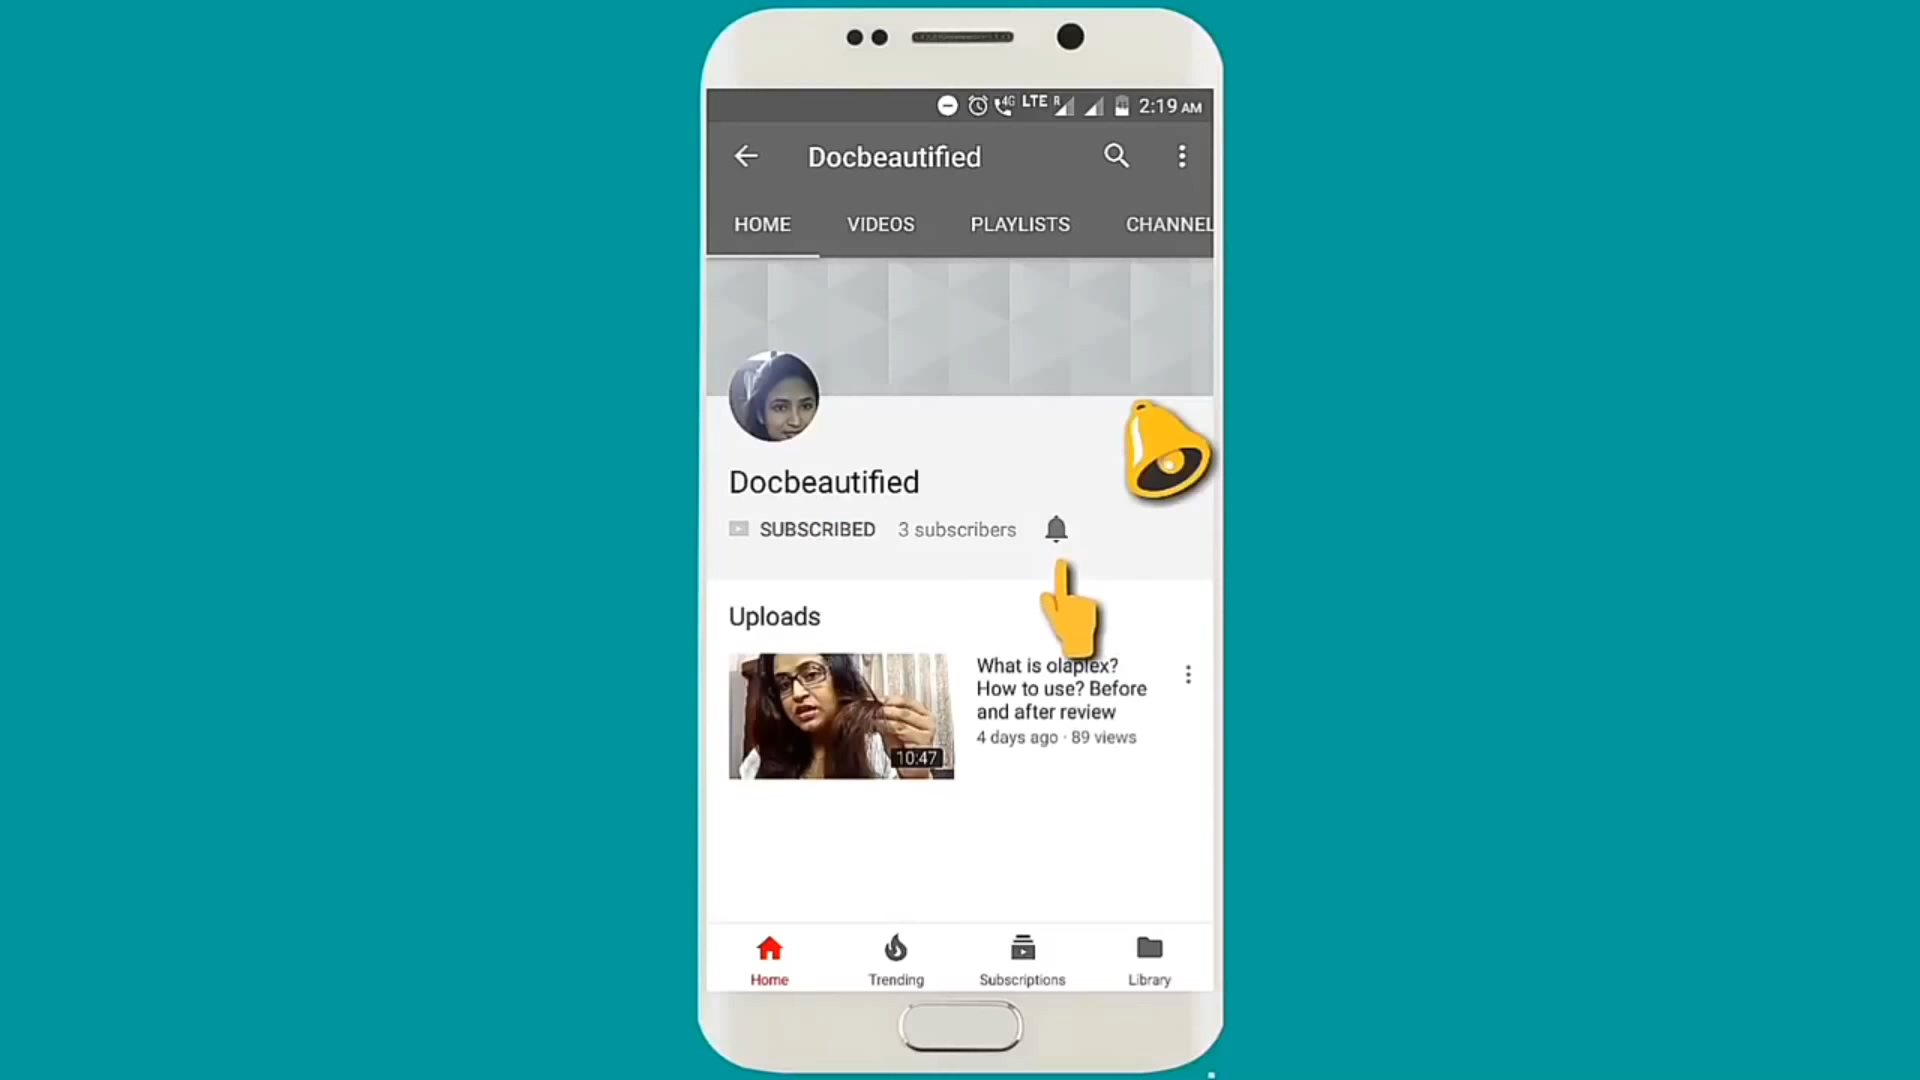 4G LTE R 2:19 AM
Docbeautified
HOME VIDEOS PLAYLISTS CHANNEL
Docbeautified
SUBSCRIBED 3 subscribers
Uploads
What is olaplex?
How to use? Before
and after review
4 days ago · 89 views
10:47
Home Trending Subscriptions Library